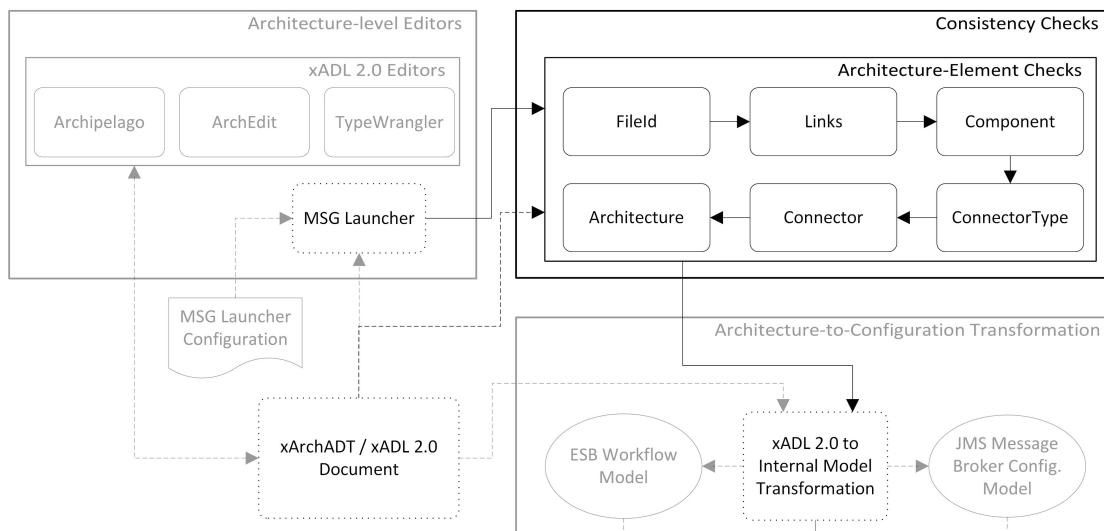 Architecture-level Editors
xADL 2.0 Editors
Archipelago
ArchEdit
TypeWrangler
MSG Launcher
MSG Launcher
Configuration
xArchADT / xADL 2.0
Document
Consistency Checks
Architecture-Element Checks
FileId
Links
Component
Architecture
Connector
ConnectorType
Architecture-to-Configuration Transformation
ESB Workflow
Model
xADL 2.0 to
Internal Model
Transformation
JMS Message
Broker Config.
Model